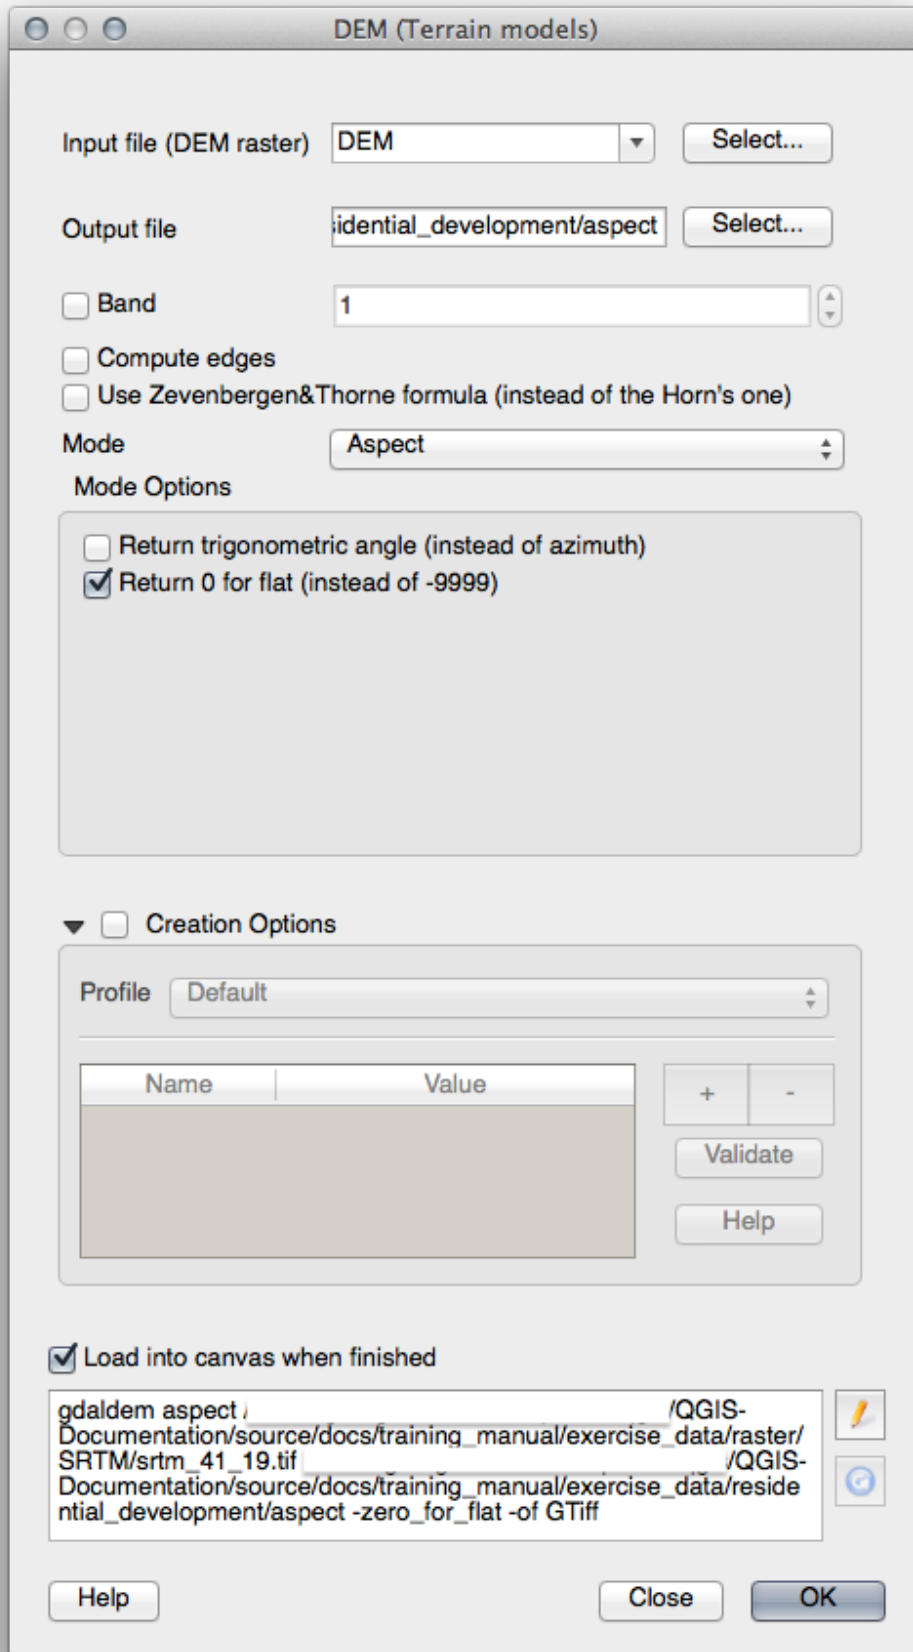 DEM (Terrain models)
Input file (DEM raster) DEM Select...
Output file sidential_development/aspect Select...
Band 1
Compute edges
Use Zevenbergen&Thorne formula (instead of the Horn's one)
Mode Aspect
Mode Options
Return trigonometric angle (instead of azimuth)
Return 0 for flat (instead of -9999)
Creation Options
Profile Default
Name Value + -
Validate
Help
Load into canvas when finished
gdaldem aspect / /QGIS-
Documentation/source/docs/training_manual/exercise_data/raster/
SRTM/srtm_41_19.tif /QGIS-
Documentation/source/docs/training_manual/exercise_data/reside
ntial_development/aspect -zero_for_flat -of GTiff
Help Close OK